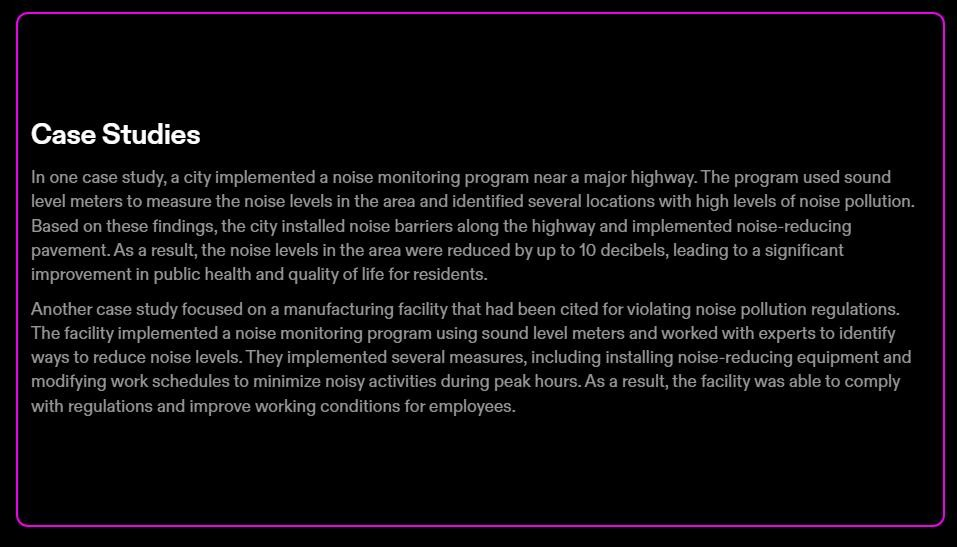 Case Studies
In one case study, a city implemented a noise monitoring program near a major highway. The program used sound
level meters to measure the noise levels in the area and identified several locations with high levels of noise pollution.
Based on these findings, the city installed noise barriers along the highway and implemented noise-reducing
pavement. As a result, the noise levels in the area were reduced by up to 10 decibels, leading to a significant
improvement in public health and quality of life for residents.
Another case study focused on a manufacturing facility that had been cited for violating noise pollution regulations.
The facility implemented a noise monitoring program using sound level meters and worked with experts to identify
ways to reduce noise levels. They implemented several measures, including installing noise-reducing equipment and
modifying work schedules to minimize noisy activities during peak hours. As a result, the facility was able to comply
with regulations and improve working conditions for employees.